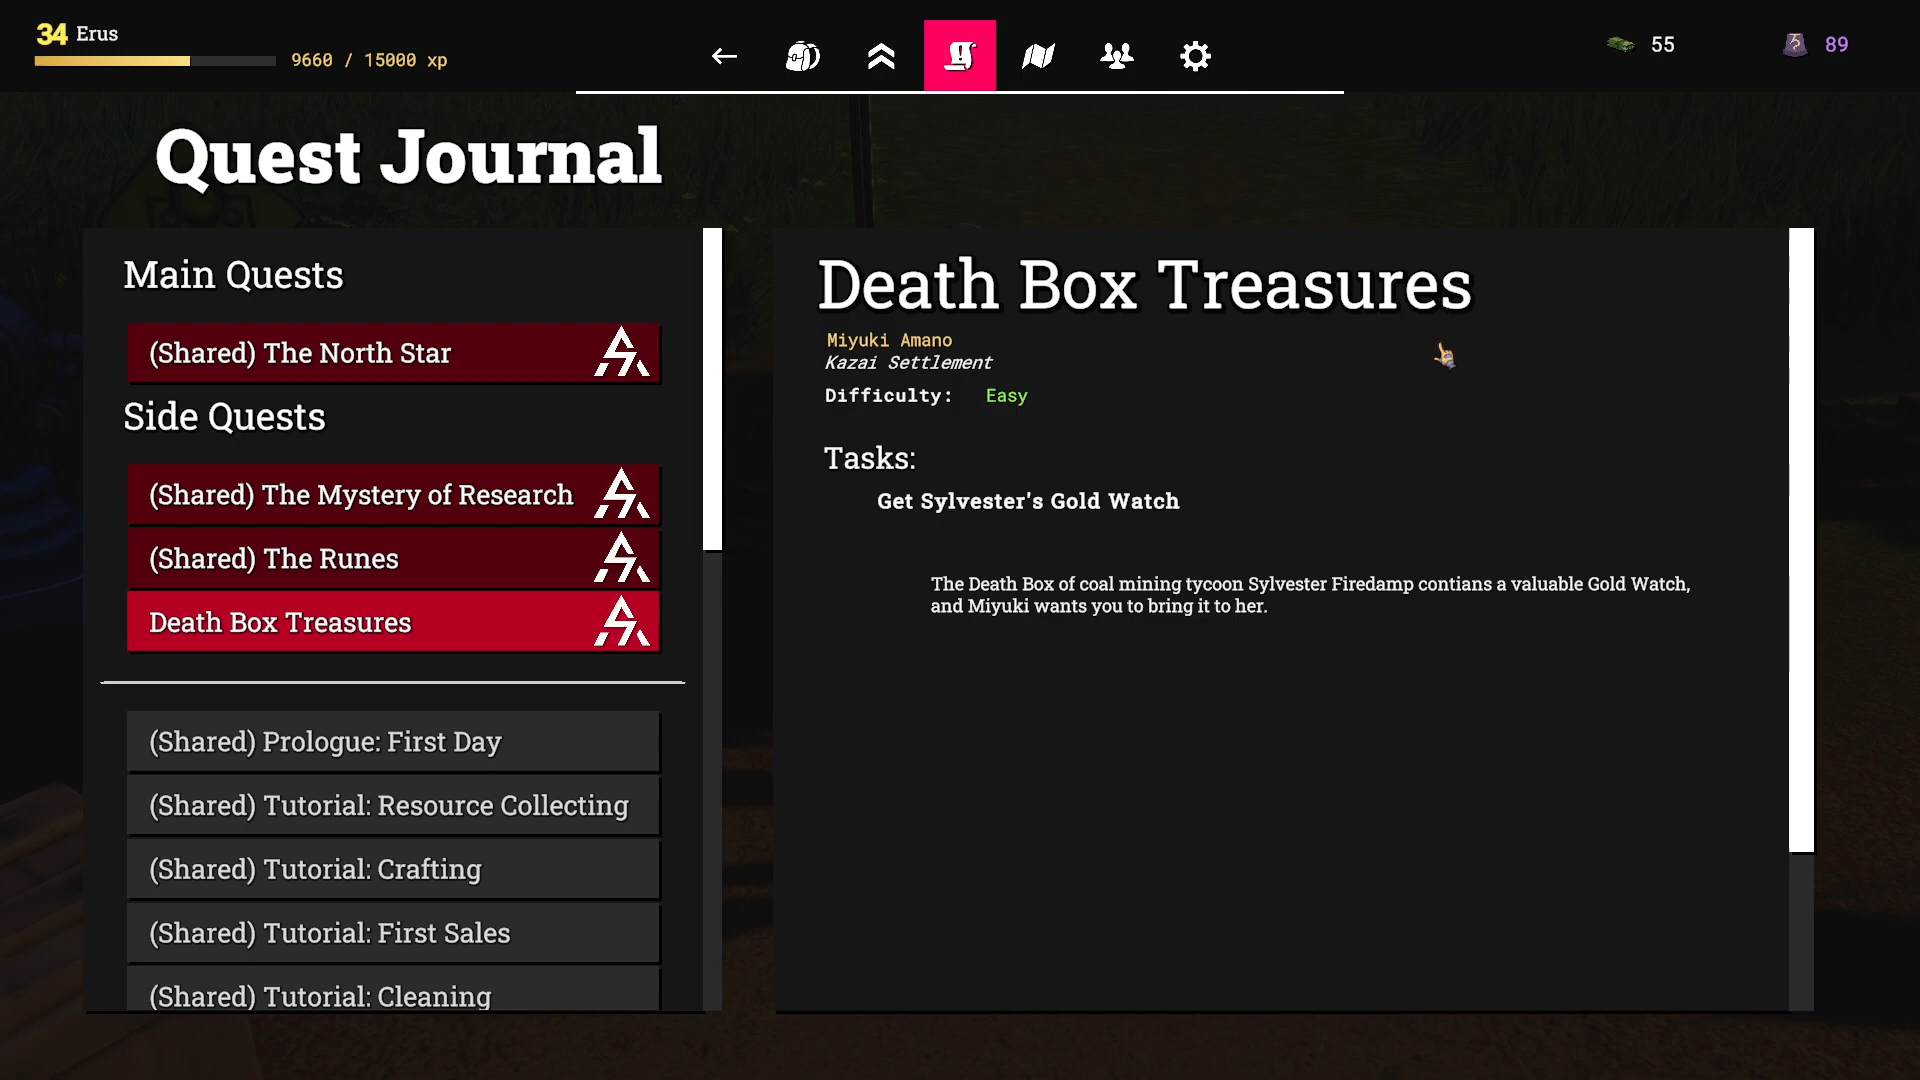 34 Erus
9660 / 15000 xp
55
89
Quest Journal
Main Quests
(Shared) The North Star
Side Quests
(Shared) The Mystery of Research
(Shared) The Runes
Death Box Treasures
(Shared) Prologue: First Day
(Shared) Tutorial: Resource Collecting
(Shared) Tutorial: Crafting
(Shared) Tutorial: First Sales
(Shared) Tutorial: Cleaning
Death Box Treasures
Miyuki Amano
Kazai Settlement
Difficulty: Easy
Tasks:
Get Sylvester's Gold Watch
The Death Box of coal mining tycoon Sylvester Firedamp contians a valuable Gold Watch,
and Miyuki wants you to bring it to her.